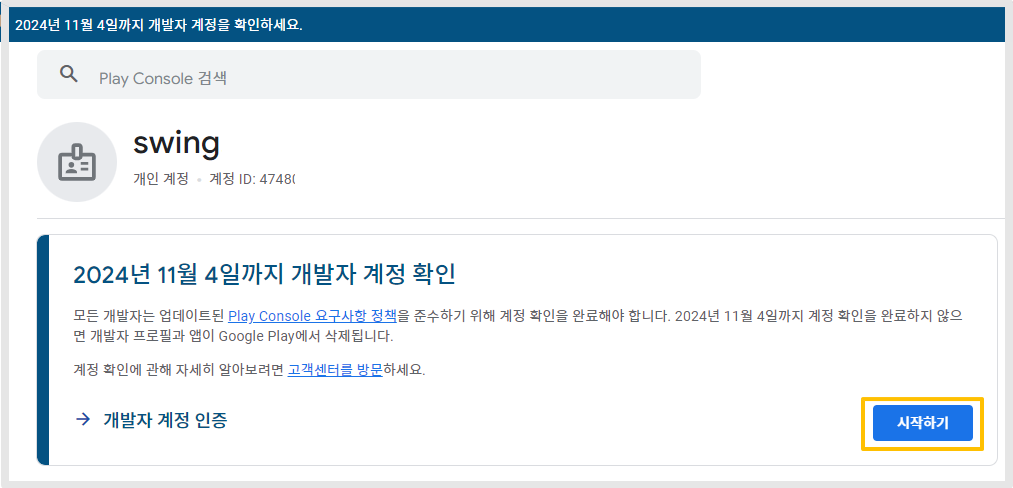 2024년 11월 4일까지 개발자 계정을 확인하세요.
Play Console 검색
swing
개인 계정 • 계정 ID: 47480
2024년 11월 4일까지 개발자 계정 확인
모든 개발자는 업데이트된 Play Console 요구사항 정책을 준수하기 위해 계정 확인을 완료해야 합니다. 2024년 11월 4일까지 계정 확인을 완료하지 않으
면 개발자 프로필과 앱이 Google Play에서 삭제됩니다.
계정 확인에 관해 자세히 알아보려면 고객센터를 방문하세요.
→ 개발자 계정 인증
시작하기